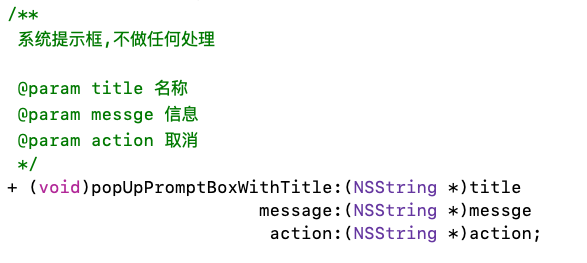 /**
系统提示框,不做任何处理
@param title 名称
@param messge 信息
@param action 取消
*/
+ (void)popUpPromptBoxWithTitle:(NSString *)title
message:(NSString *)messge
action:(NSString *)action;